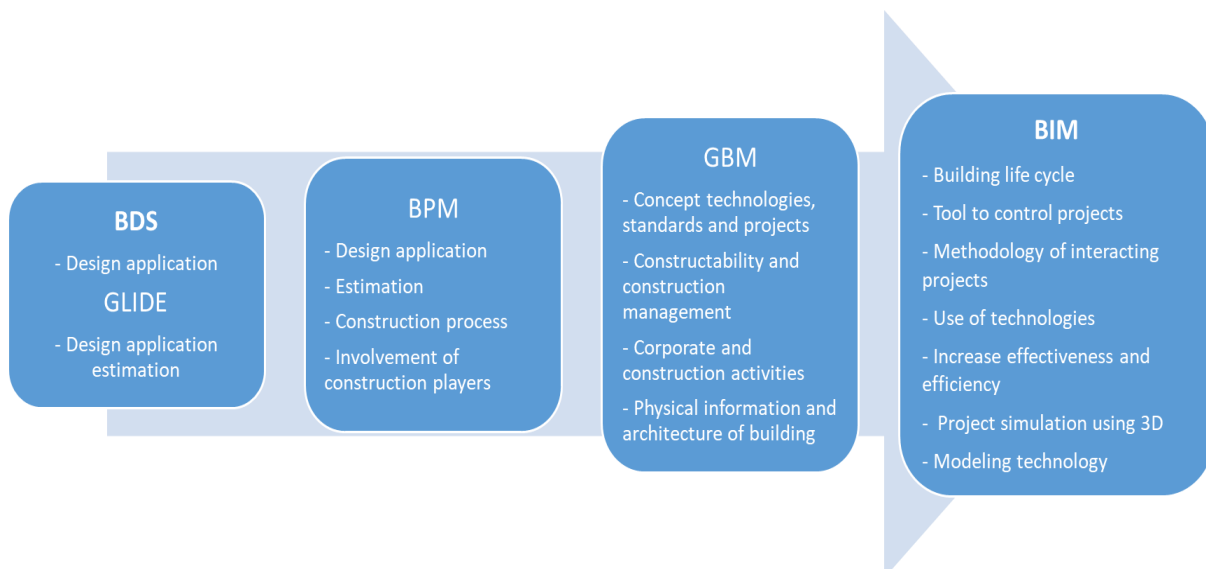 BDS
- Design application
GLIDE
- Design application
estimation
BPM
- Design application
- Estimation
- Construction process
- Involvement of
construction players
GBM
- Concept technologies,
standards and projects
- Constructability and
construction
management
- Corporate and
construction activities
- Physical information and
architecture of building
BIM
- Building life cycle
- Tool to control projects
- Methodology of interacting
projects
- Use of technologies
- Increase effectiveness and
efficiency
- Project simulation using 3D
- Modeling technology